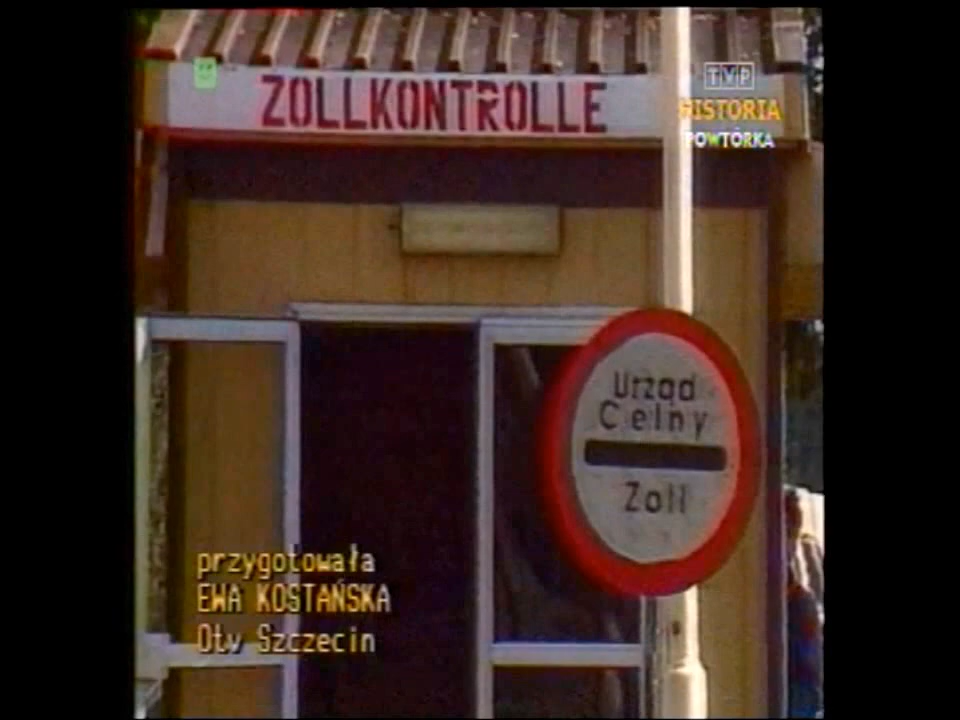 ZOLLKONTROLLE
TVP
HISTORIA
POWTÓRKA
Urząd
Celny
Zoll
przygotowała
EWA KOSTAŃSKA
Otv Szczecin